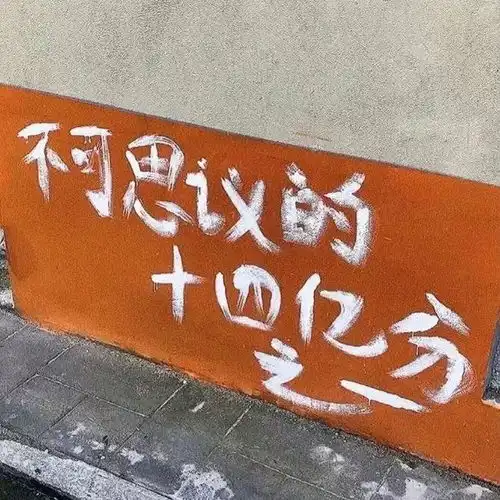 不可思议的
十四亿分
之一